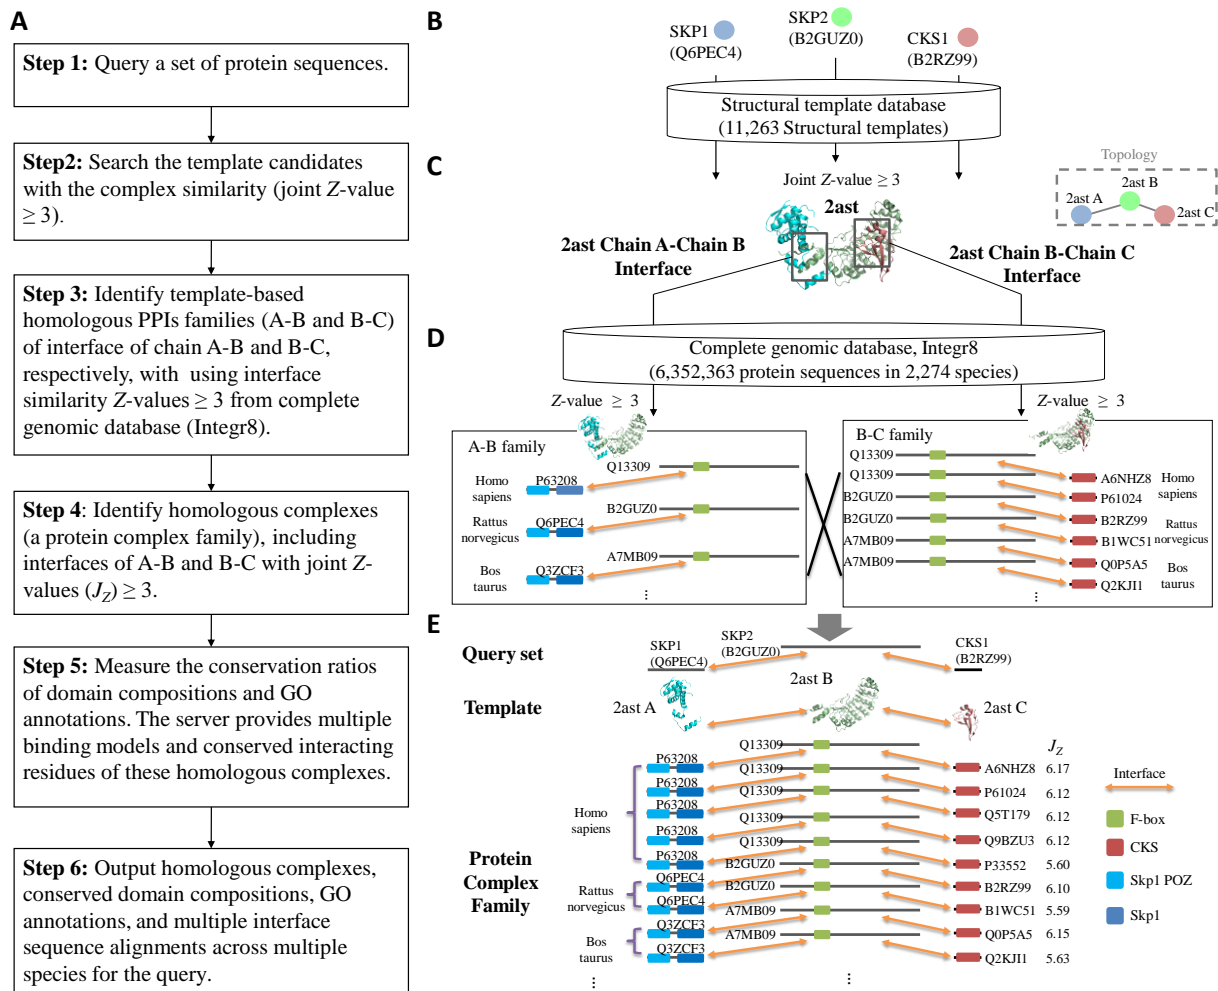 A
Step 1: Query a set of protein sequences.
Step2: Search the template candidates
with the complex similarity (joint Z-value
≥ 3).
Step 3: Identify template-based
homologous PPIs families (A-B and B-C)
of interface of chain A-B and B-C,
respectively, with using interface
similarity Z-values ≥ 3 from complete
genomic database (Integr8).
Step 4: Identify homologous complexes
(a protein complex family), including
interfaces of A-B and B-C with joint Z-
values (JZ) ≥ 3.
Step 5: Measure the conservation ratios
of domain compositions and GO
annotations. The server provides multiple
binding models and conserved interacting
residues of these homologous complexes.
Step 6: Output homologous complexes,
conserved domain compositions, GO
annotations, and multiple interface
sequence alignments across multiple
species for the query.
B
SKP1
(Q6PEC4)
SKP2
(B2GUZ0)
CKS1
(B2RZ99)
Structural template database
(11,263 Structural templates)
C
Joint Z-value ≥ 3
2ast
2ast Chain A-Chain B
Interface
2ast Chain B-Chain C
Interface
Topology
2ast A
2ast B
2ast C
D
Complete genomic database, Integr8
(6,352,363 protein sequences in 2,274 species)
Z-value ≥ 3
Z-value ≥ 3
A-B family
Q13309
Homo
sapiens
P63208
B2GUZ0
Rattus
norvegicus
Q6PEC4
A7MB09
Bos
taurus
Q3ZCF3
...
B-C family
Q13309
Q13309
B2GUZ0
B2GUZ0
A7MB09
A7MB09
A6NHZ8
P61024
B2RZ99
B1WC51
Q0P5A5
Q2KJI1
Homo
sapiens
Rattus
norvegicus
Bos
taurus
...
E
Query set
SKP1
(Q6PEC4)
SKP2
(B2GUZ0)
CKS1
(B2RZ99)
Template
2ast A
2ast B
2ast C
Protein
Complex
Family
Homo
sapiens
Rattus
norvegicus
Bos
taurus
...
P63208
P63208
P63208
P63208
P63208
Q6PEC4
Q6PEC4
Q3ZCF3
Q3ZCF3
Q13309
Q13309
Q13309
Q13309
Q13309
B2GUZ0
B2GUZ0
A7MB09
A7MB09
...
JZ
A6NHZ8 6.17
P61024 6.12
Q5T179 6.12
Q9BZU3 6.12
P33552 5.60
B2RZ99 6.10
B1WC51 5.59
Q0P5A5 6.15
Q2KJI1 5.63
Interface
F-box
CKS
Skp1 POZ
Skp1